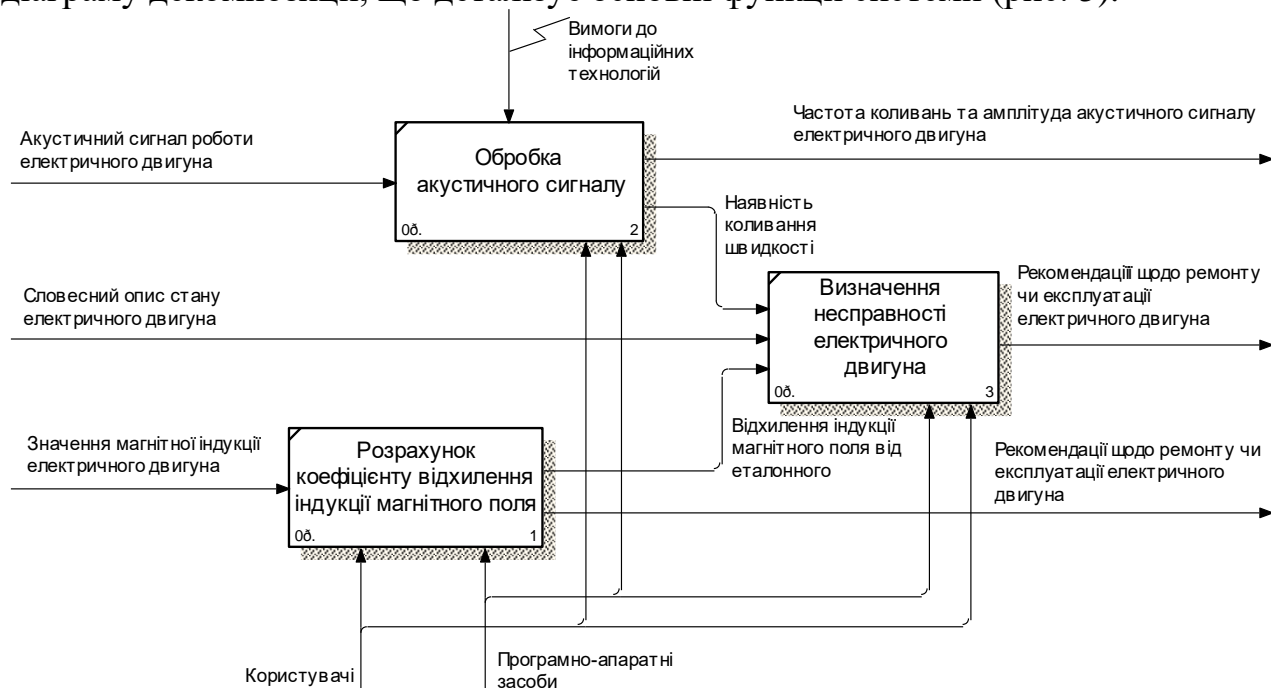 діаграму декомпозиції, що деталізує основні функції системи (рис. 3).
Вимоги до
інформаційних
технологій
Акустичний сигнал роботи
електричного двигуна
Обробка
акустичного сигналу
0ð.
2
Частота коливань та амплітуда акустичного сигналу
електричного двигуна
Наявність
коливання
швидкості
Словесний опис стану
електричного двигуна
Визначення
несправності
електричного
двигуна
0ð.
3
Рекомендації щодо ремонту
чи експлуатації
електричного двигуна
Значення магнітної індукції
електричного двигуна
Розрахунок
коефіцієнту відхилення
індукції магнітного поля
0ð.
1
Відхилення індукції
магнітного поля від
еталонного
Рекомендації щодо ремонту чи
експлуатації електричного
двигуна
Користувачі
Програмно-апаратні
засоби